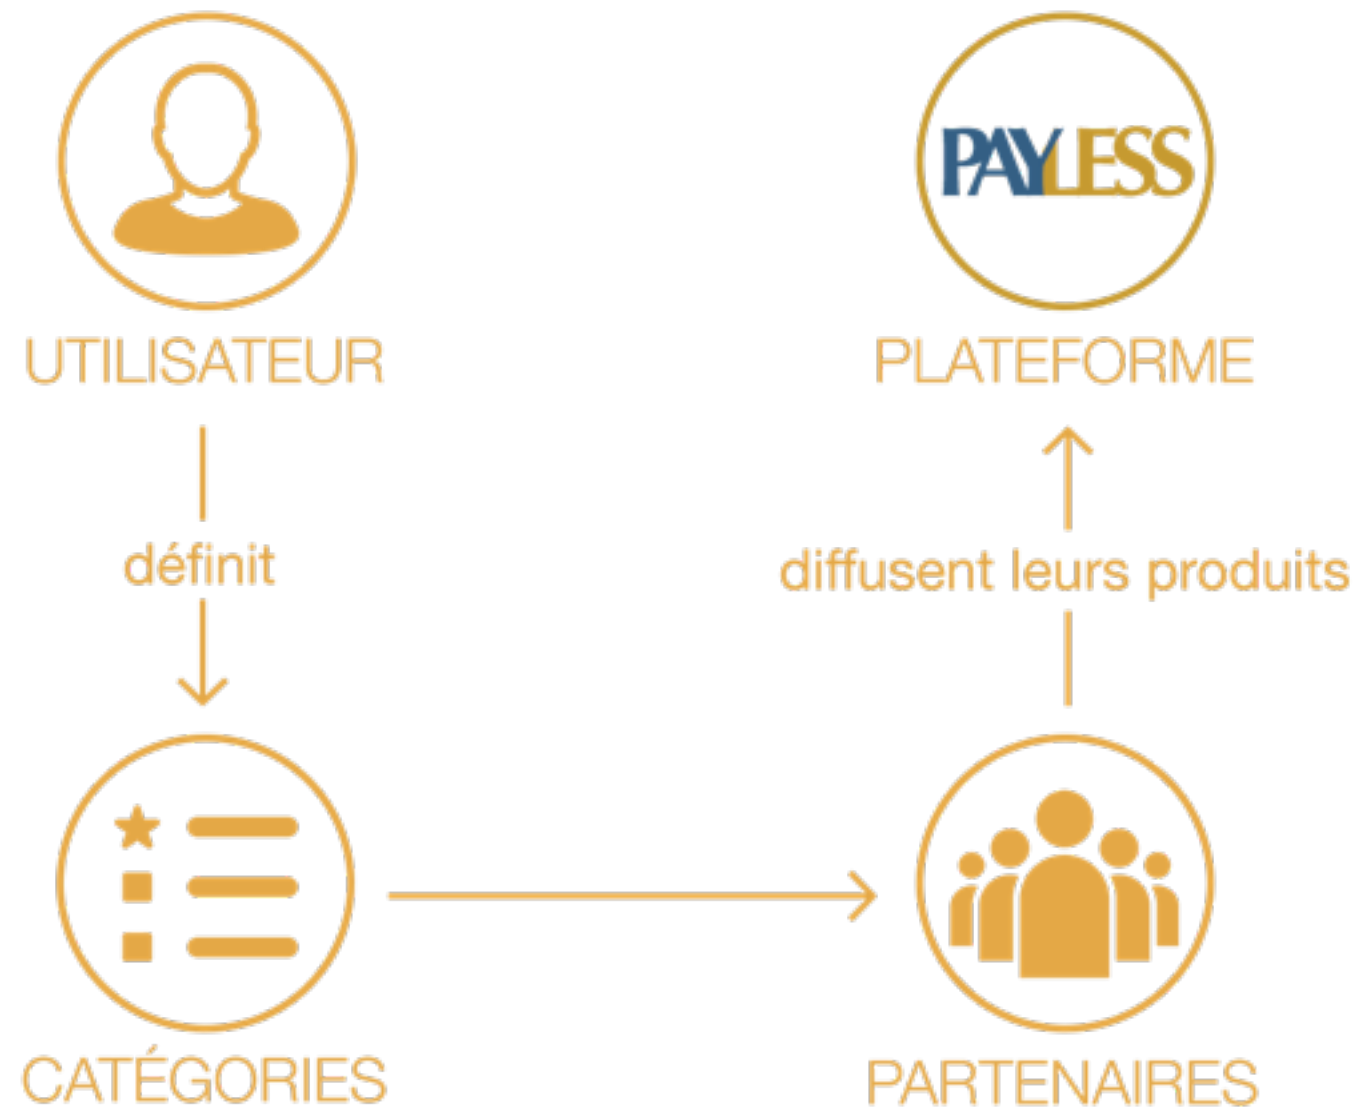 PAYLESS
UTILISATEUR
PLATEFORME
définit
diffusent leurs produits
CATÉGORIES
PARTENAIRES